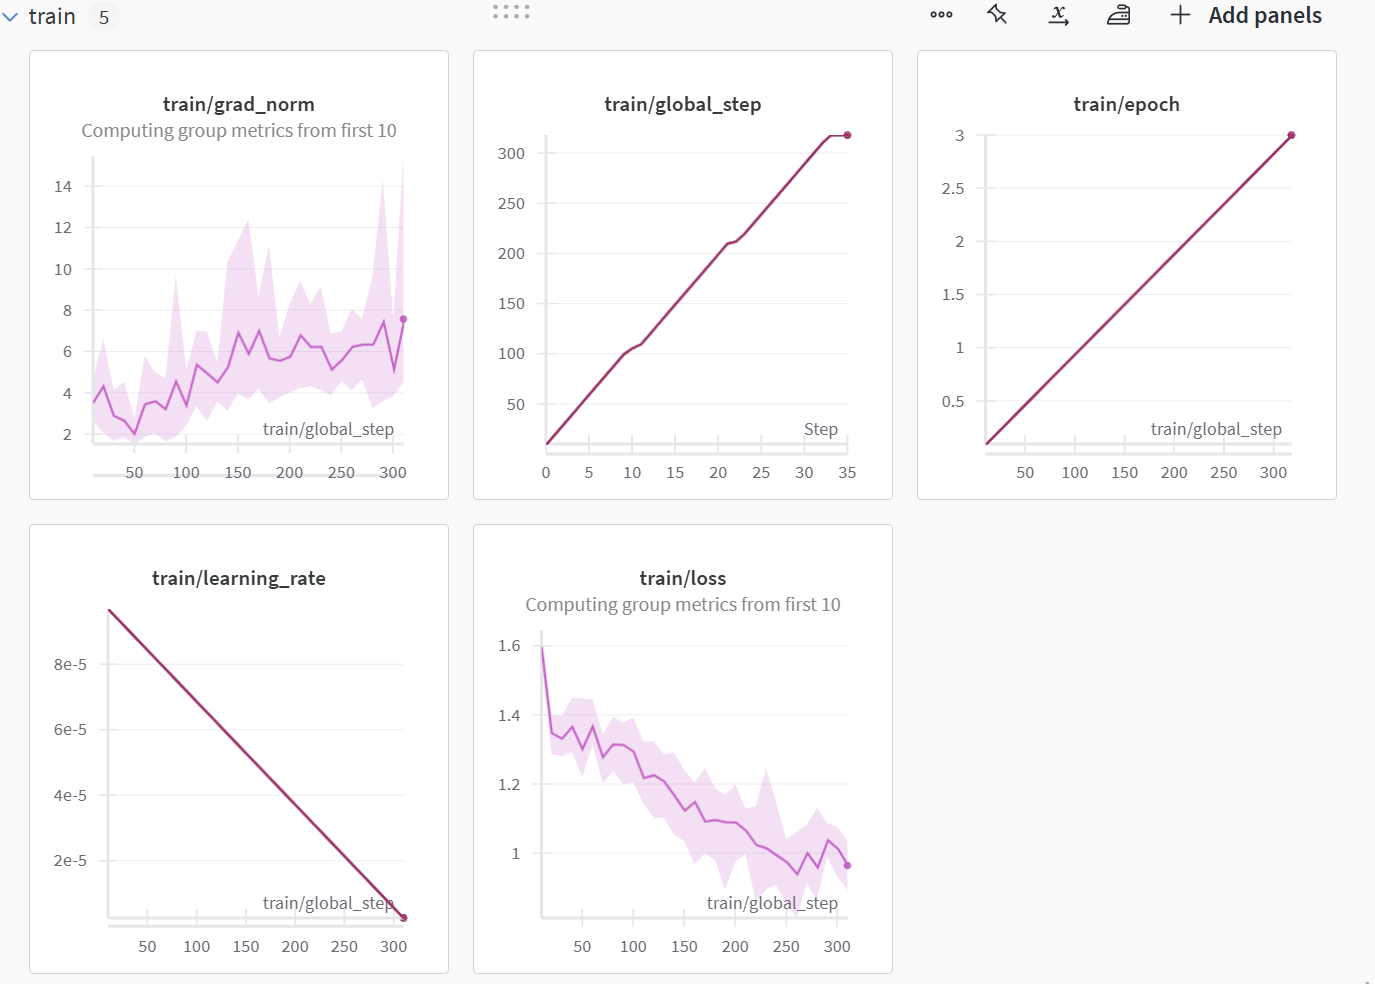 train 5
Add panels
train/grad_norm
Computing group metrics from first 10
14
12
10
8
6
4
2
train/global_step
50 100 150 200 250 300
train/global_step
300
250
200
150
100
50
Step
0 5 10 15 20 25 30 35
train/epoch
3
2.5
2
1.5
1
0.5
train/global_step
50 100 150 200 250 300
train/learning_rate
8e-5
6e-5
4e-5
2e-5
train/global_step
50 100 150 200 250 300
train/loss
Computing group metrics from first 10
1.6
1.4
1.2
1
train/global_step
50 100 150 200 250 300